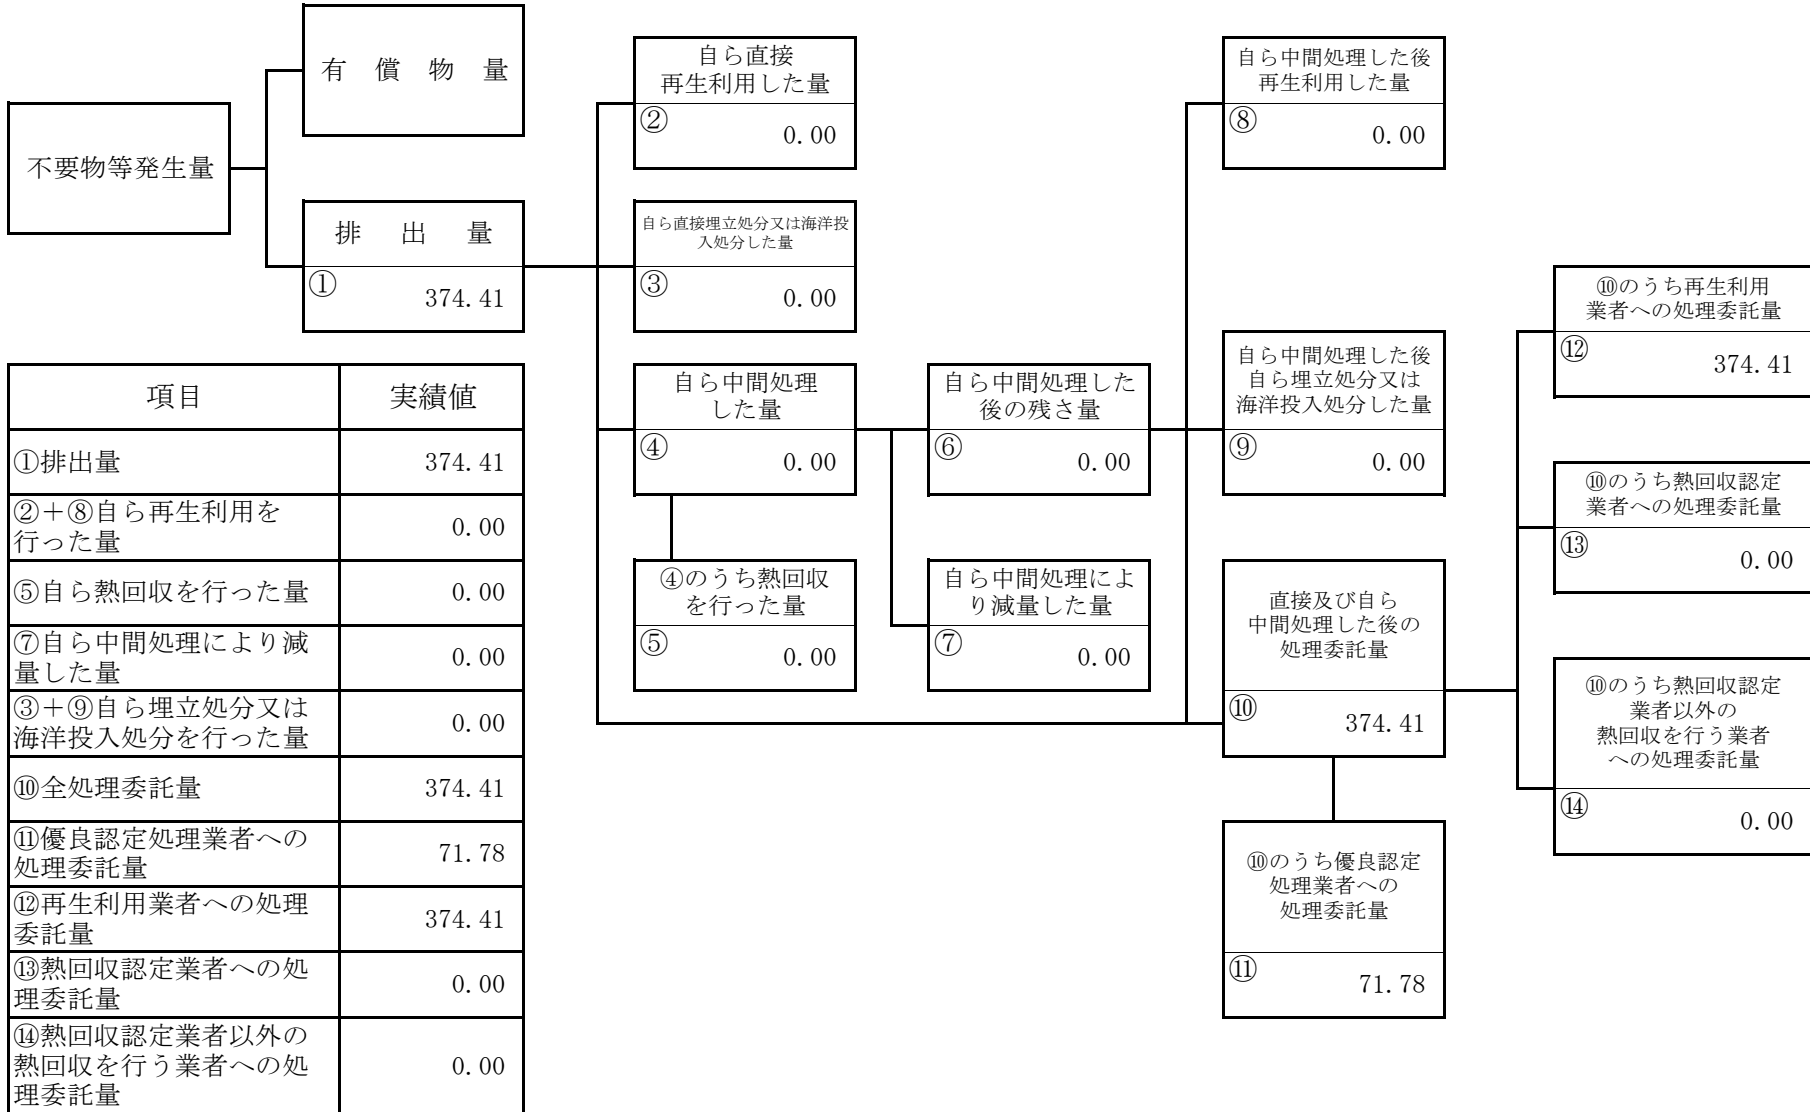 不要物等発生量
有 償 物 量
排 出 量
① 374.41
自ら直接
再生利用した量
② 0.00
自ら直接埋立処分又は海洋投
入処分した量
③ 0.00
自ら中間処理
した量
④ 0.00
④のうち熱回収
を行った量
⑤ 0.00
自ら中間処理した
後の残さ量
⑥ 0.00
自ら中間処理によ
り減量した量
⑦ 0.00
自ら中間処理した後
再生利用した量
⑧ 0.00
自ら中間処理した後
自ら埋立処分又は
海洋投入処分した量
⑨ 0.00
直接及び自ら
中間処理した後の
処理委託量
⑩ 374.41
⑩のうち優良認定
処理業者への
処理委託量
⑪ 71.78
⑩のうち再生利用
業者への処理委託量
⑫ 374.41
⑩のうち熱回収認定
業者への処理委託量
⑬ 0.00
⑩のうち熱回収認定
業者以外の
熱回収を行う業者
への処理委託量
⑭ 0.00
項目 実績値
①排出量 374.41
②+⑧自ら再生利用を
行った量 0.00
⑤自ら熱回収を行った量 0.00
⑦自ら中間処理により減
量した量 0.00
③+⑨自ら埋立処分又は
海洋投入処分を行った量 0.00
⑩全処理委託量 374.41
⑪優良認定処理業者への
処理委託量 71.78
⑫再生利用業者への処理
委託量 374.41
⑬熱回収認定業者への処
理委託量 0.00
⑭熱回収認定業者以外の
熱回収を行う業者への処
理委託量 0.00